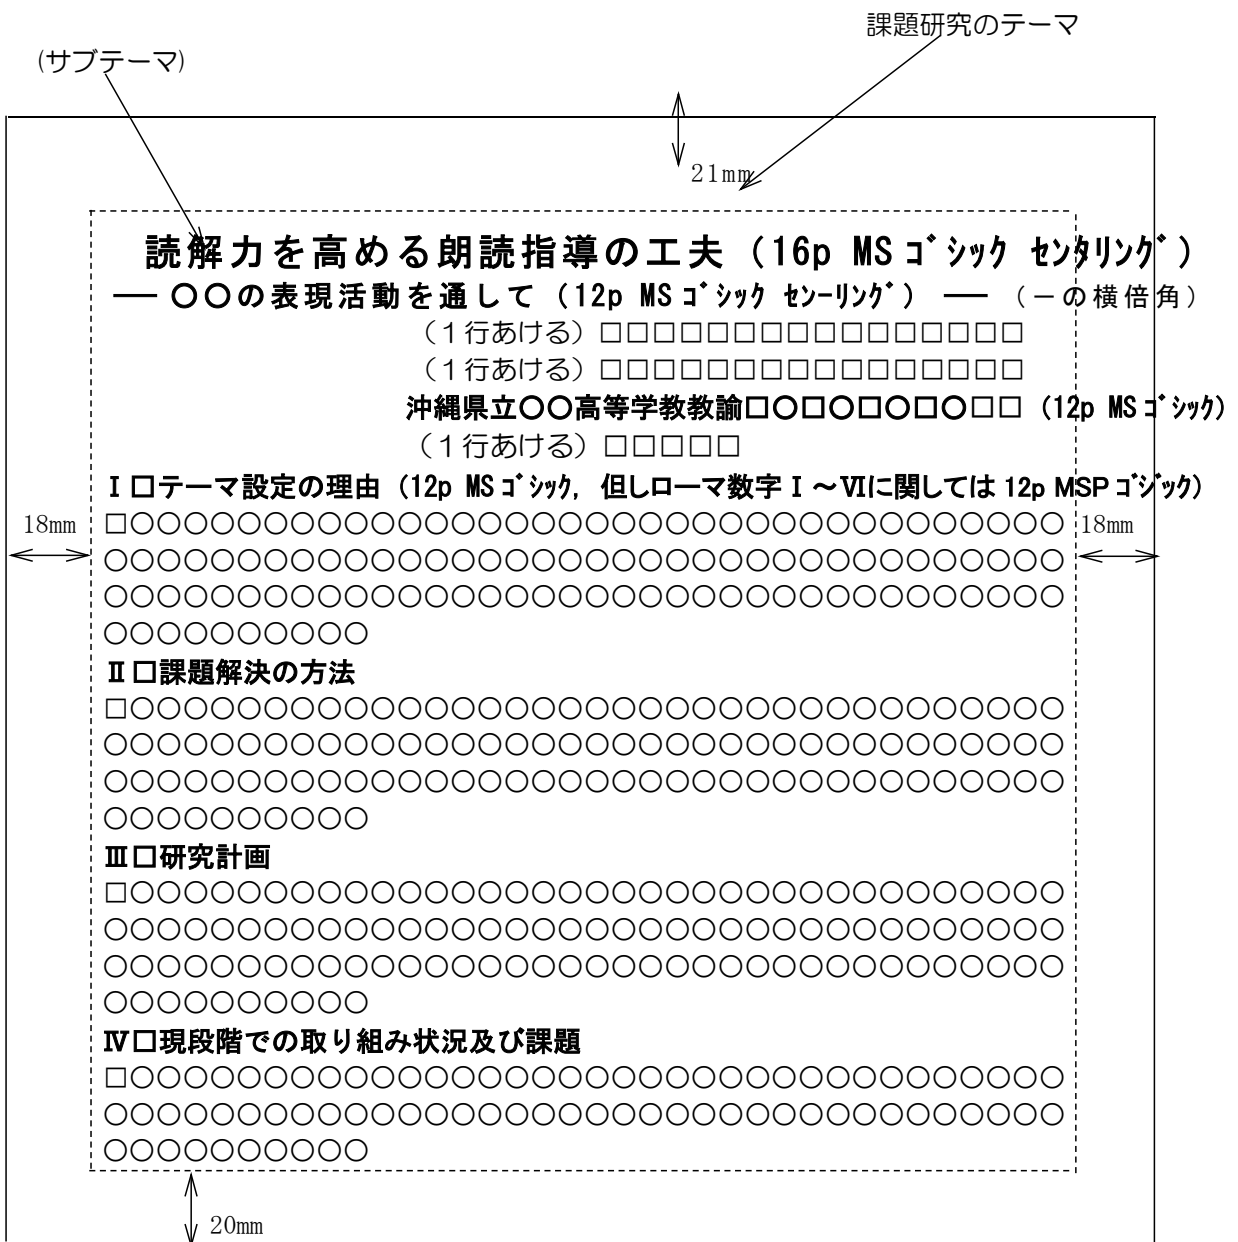 課題研究のテーマ
(サブテーマ)
21mm
読解力を高める朗読指導の工夫（16p MSｺﾞｼｯｸ ｾﾝﾀﾘﾝｸﾞ）
── ○○の表現活動を通して（12p MSｺﾞｼｯｸ ｾﾝｰﾘﾝｸﾞ） ── （－の横倍角）
（１行あける）□□□□□□□□□□□□□□□□
（１行あける）□□□□□□□□□□□□□□□□
沖縄県立○○高等学教教諭□○□○□○□○□□（12p MSｺﾞｼｯｸ）
（１行あける）□□□□□
Ⅰ□テーマ設定の理由（12p MSｺﾞｼｯｸ, 但しローマ数字Ⅰ～Ⅵに関しては 12p MSPｺﾞｼﾞｯｸ）
18mm
□○○○○○○○○○○○○○○○○○○○○○○○○○○○○○○○○○○○
18mm
○○○○○○○○○○○○○○○○○○○○○○○○○○○○○○○○○○○○
○○○○○○○○○○○○○○○○○○○○○○○○○○○○○○○○○○○○
○○○○○○○○○○
Ⅱ□課題解決の方法
□○○○○○○○○○○○○○○○○○○○○○○○○○○○○○○○○○○○
○○○○○○○○○○○○○○○○○○○○○○○○○○○○○○○○○○○○
○○○○○○○○○○○○○○○○○○○○○○○○○○○○○○○○○○○○
○○○○○○○○○○
Ⅲ□研究計画
□○○○○○○○○○○○○○○○○○○○○○○○○○○○○○○○○○○○
○○○○○○○○○○○○○○○○○○○○○○○○○○○○○○○○○○○○
○○○○○○○○○○○○○○○○○○○○○○○○○○○○○○○○○○○○
○○○○○○○○○○
Ⅳ□現段階での取り組み状況及び課題
□○○○○○○○○○○○○○○○○○○○○○○○○○○○○○○○○○○○
○○○○○○○○○○○○○○○○○○○○○○○○○○○○○○○○○○○○
○○○○○○○○○○
20mm